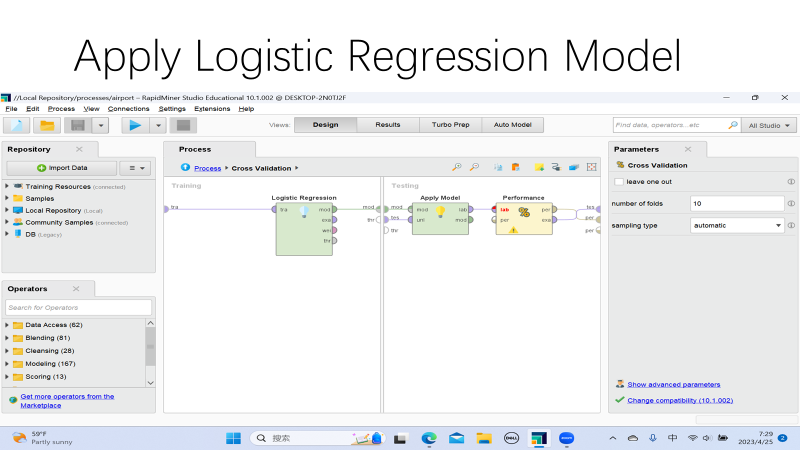 Apply Logistic Regression Model
//Local Repository/processes/airport – RapidMiner Studio Educational 10.1.002 @ DESKTOP-2N0TJ2F
File Edit Process View Connections Settings Extensions Help
Views: Design Results Turbo Prep Auto Model Find data, operators...etc All Studio
Repository
Import Data
Training Resources (connected)
Samples
Local Repository (Local)
Community Samples (connected)
DB (Legacy)
Operators
Search for Operators
Data Access (62)
Blending (81)
Cleansing (28)
Modeling (167)
Scoring (13)
Get more operators from the
Marketplace
Process
Process Cross Validation
Training
Logistic Regression
tra tra mod mod
exa thr
wei
thr
Testing
Apply Model
mod mod lab
tes unl mod
thr
Performance
lab per tes
per exa per
per
Parameters
Cross Validation
leave one out
number of folds 10
sampling type automatic
Show advanced parameters
Change compatibility (10.1.002)
59°F
Partly sunny
搜索
DELL
中
7:29
2023/4/25
2